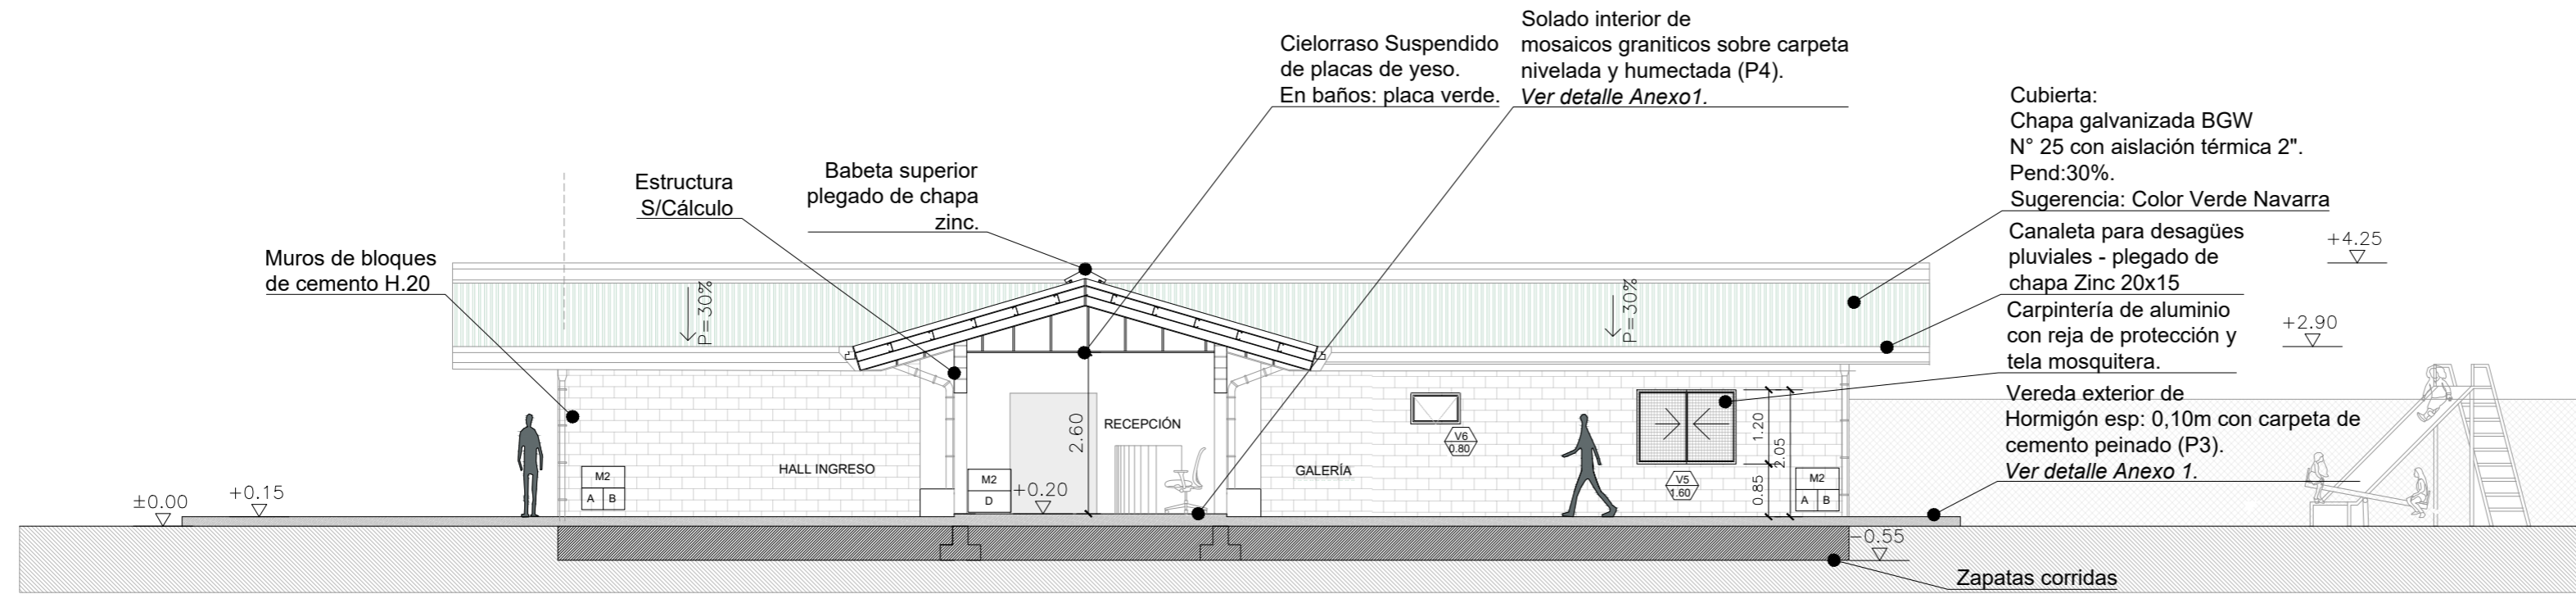 Solado interior de
mosaicos graniticos sobre carpeta
nivelada y humectada (P4).
Ver detalle Anexo1.
Cielorraso Suspendido
de placas de yeso.
En baños: placa verde.
Cubierta:
Chapa galvanizada BGW
N° 25 con aislación térmica 2".
Pend:30%.
Sugerencia: Color Verde Navarra
Babeta superior
plegado de chapa
zinc.
Estructura
S/Cálculo
Muros de bloques
de cemento H.20
Canaleta para desagües
pluviales - plegado de
chapa Zinc 20x15
+4.25
Carpintería de aluminio
con reja de protección y
tela mosquitera.
+2.90
Vereda exterior de
Hormigón esp: 0,10m con carpeta de
cemento peinado (P3).
Ver detalle Anexo 1.
P=30%
P=30%
2.60
RECEPCIÓN
HALL INGRESO
GALERÍA
V6
0.80
V5
1.60
1.20
2.05
0.85
M2
A B
M2
D
M2
A B
±0.00
+0.15
+0.20
-0.55
Zapatas corridas